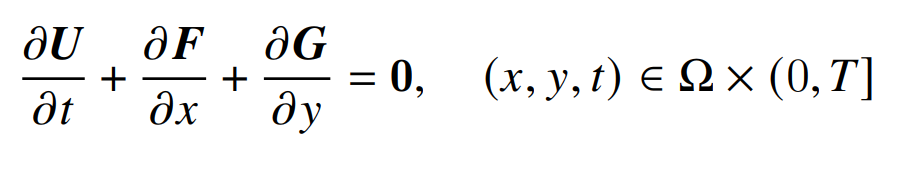 ∂𝑼/∂t + ∂𝑭/∂x + ∂𝑮/∂y = 𝟎, (x, y, t) ∈ Ω × (0, T]